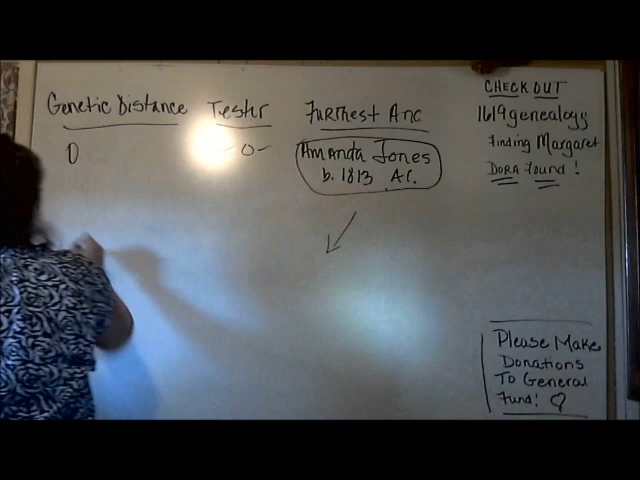 Genetic Distance Testr Furthest Anc
0 -0- Amanda Jones
b. 1813
CHECK OUT
1619genealogy
Finding Margaret
Dora Found!
Please Make
Donations
To General
Fund! ♡